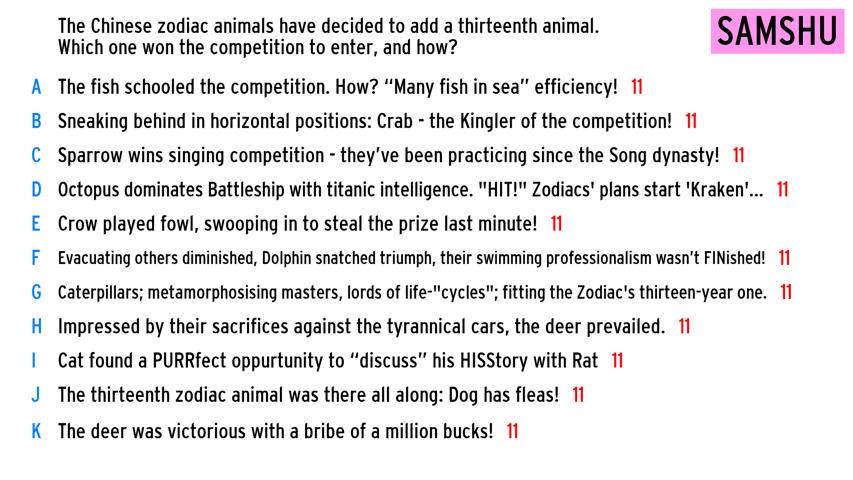 The Chinese zodiac animals have decided to add a thirteenth animal.
Which one won the competition to enter, and how?
SAMSHU
A The fish schooled the competition. How? “Many fish in sea” efficiency! 11
B Sneaking behind in horizontal positions: Crab - the Kingler of the competition! 11
C Sparrow wins singing competition - they’ve been practicing since the Song dynasty! 11
D Octopus dominates Battleship with titanic intelligence. "HIT!" Zodiacs' plans start 'Kraken'... 11
E Crow played fowl, swooping in to steal the prize last minute! 11
F Evacuating others diminished, Dolphin snatched triumph, their swimming professionalism wasn’t FINished! 11
G Caterpillars; metamorphosising masters, lords of life-"cycles"; fitting the Zodiac's thirteen-year one. 11
H Impressed by their sacrifices against the tyrannical cars, the deer prevailed. 11
I Cat found a PURRfect oppurtunity to “discuss” his HISStory with Rat 11
J The thirteenth zodiac animal was there all along: Dog has fleas! 11
K The deer was victorious with a bribe of a million bucks! 11